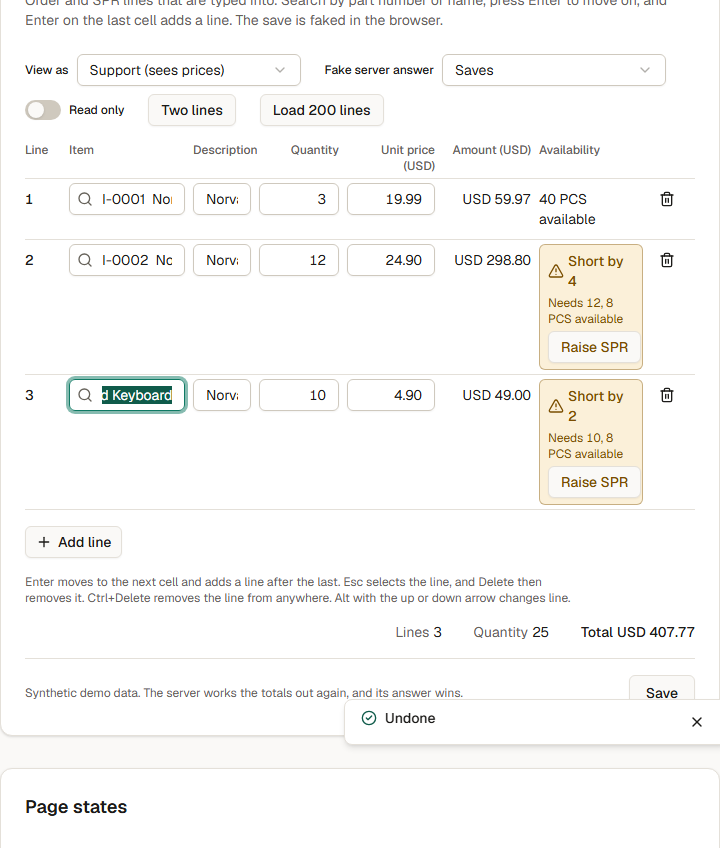 Order and SPR lines that are typed into. Search by part number or name, press Enter to move on, and
Enter on the last cell adds a line. The save is faked in the browser.
View as Support (sees prices) Fake server answer Saves
Read only Two lines Load 200 lines
Line Item Description Quantity Unit price (USD) Amount (USD) Availability
1 I-0001 Nor Norva 3 19.99 USD 59.97 40 PCS available
2 I-0002 No Norva 12 24.90 USD 298.80 Short by 4
Needs 12, 8
PCS available
Raise SPR
3 d Keyboard Norva 10 4.90 USD 49.00 Short by 2
Needs 10, 8
PCS available
Raise SPR
Add line
Enter moves to the next cell and adds a line after the last. Esc selects the line, and Delete then
removes it. Ctrl+Delete removes the line from anywhere. Alt with the up or down arrow changes line.
Lines 3 Quantity 25 Total USD 407.77
Synthetic demo data. The server works the totals out again, and its answer wins. Save
Undone
Page states